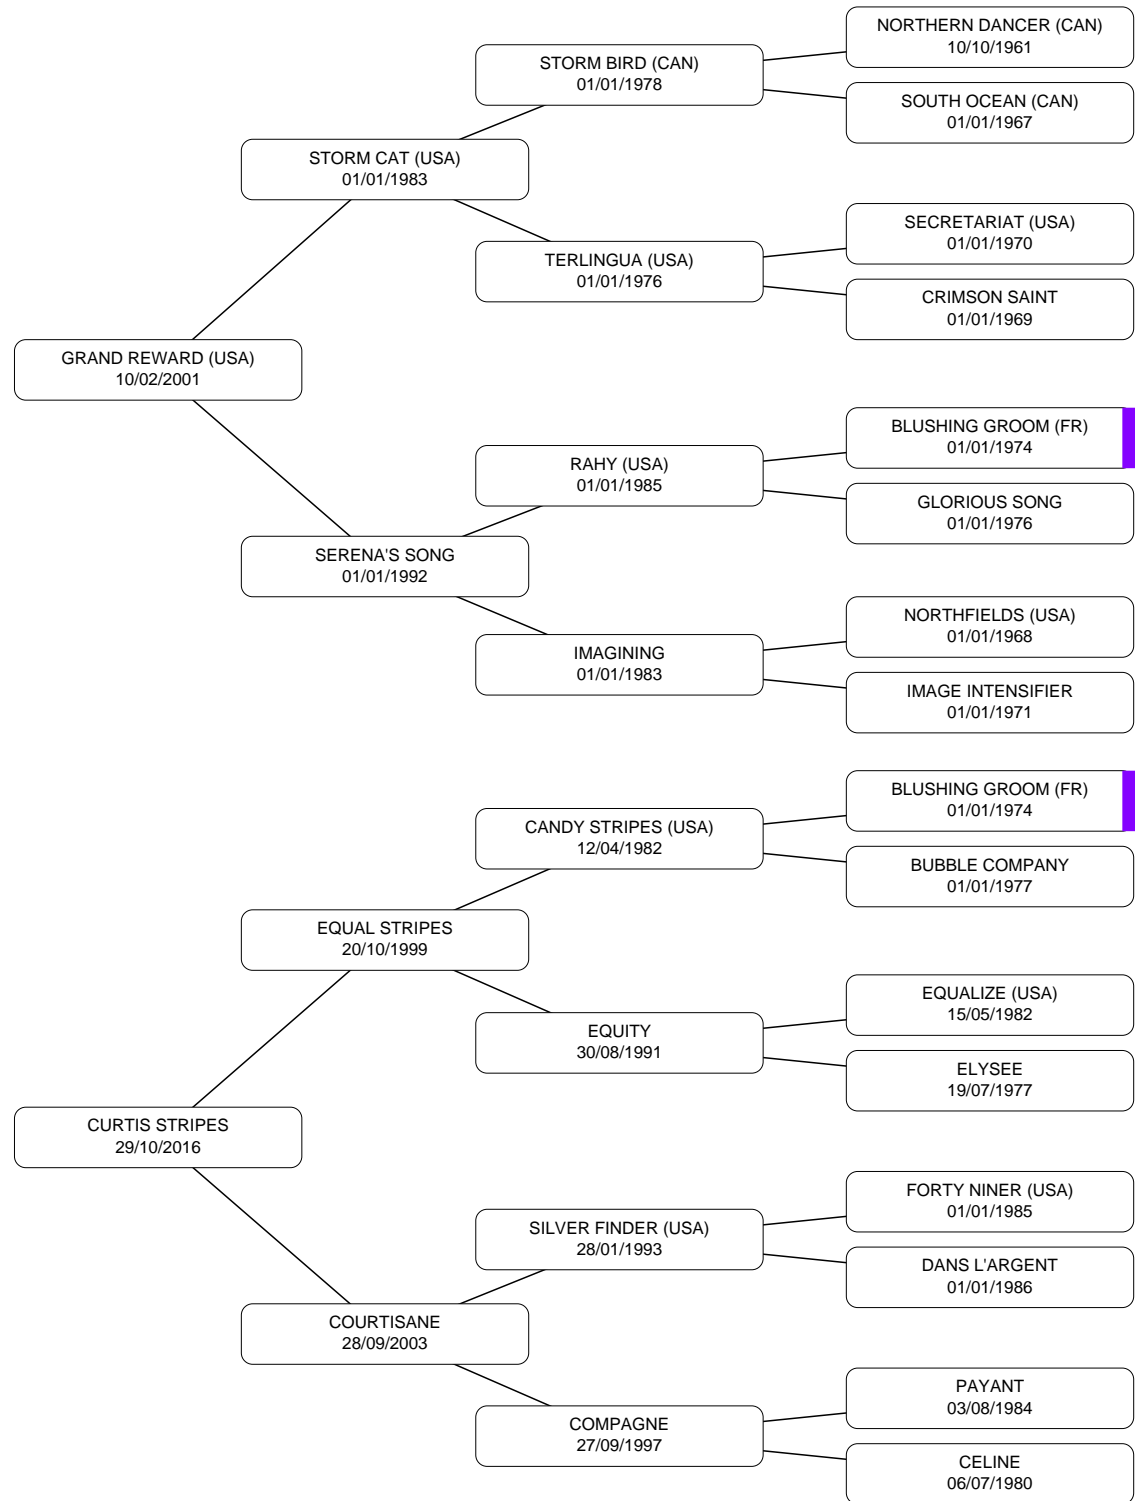 NORTHERN DANCER (CAN)
10/10/1961
STORM BIRD (CAN)
01/01/1978
SOUTH OCEAN (CAN)
01/01/1967
STORM CAT (USA)
01/01/1983
SECRETARIAT (USA)
01/01/1970
TERLINGUA (USA)
01/01/1976
CRIMSON SAINT
01/01/1969
GRAND REWARD (USA)
10/02/2001
BLUSHING GROOM (FR)
01/01/1974
RAHY (USA)
01/01/1985
GLORIOUS SONG
01/01/1976
SERENA'S SONG
01/01/1992
NORTHFIELDS (USA)
01/01/1968
IMAGINING
01/01/1983
IMAGE INTENSIFIER
01/01/1971
BLUSHING GROOM (FR)
01/01/1974
CANDY STRIPES (USA)
12/04/1982
BUBBLE COMPANY
01/01/1977
EQUAL STRIPES
20/10/1999
EQUALIZE (USA)
15/05/1982
EQUITY
30/08/1991
ELYSEE
19/07/1977
CURTIS STRIPES
29/10/2016
FORTY NINER (USA)
01/01/1985
SILVER FINDER (USA)
28/01/1993
DANS L'ARGENT
01/01/1986
COURTISANE
28/09/2003
PAYANT
03/08/1984
COMPAGNE
27/09/1997
CELINE
06/07/1980